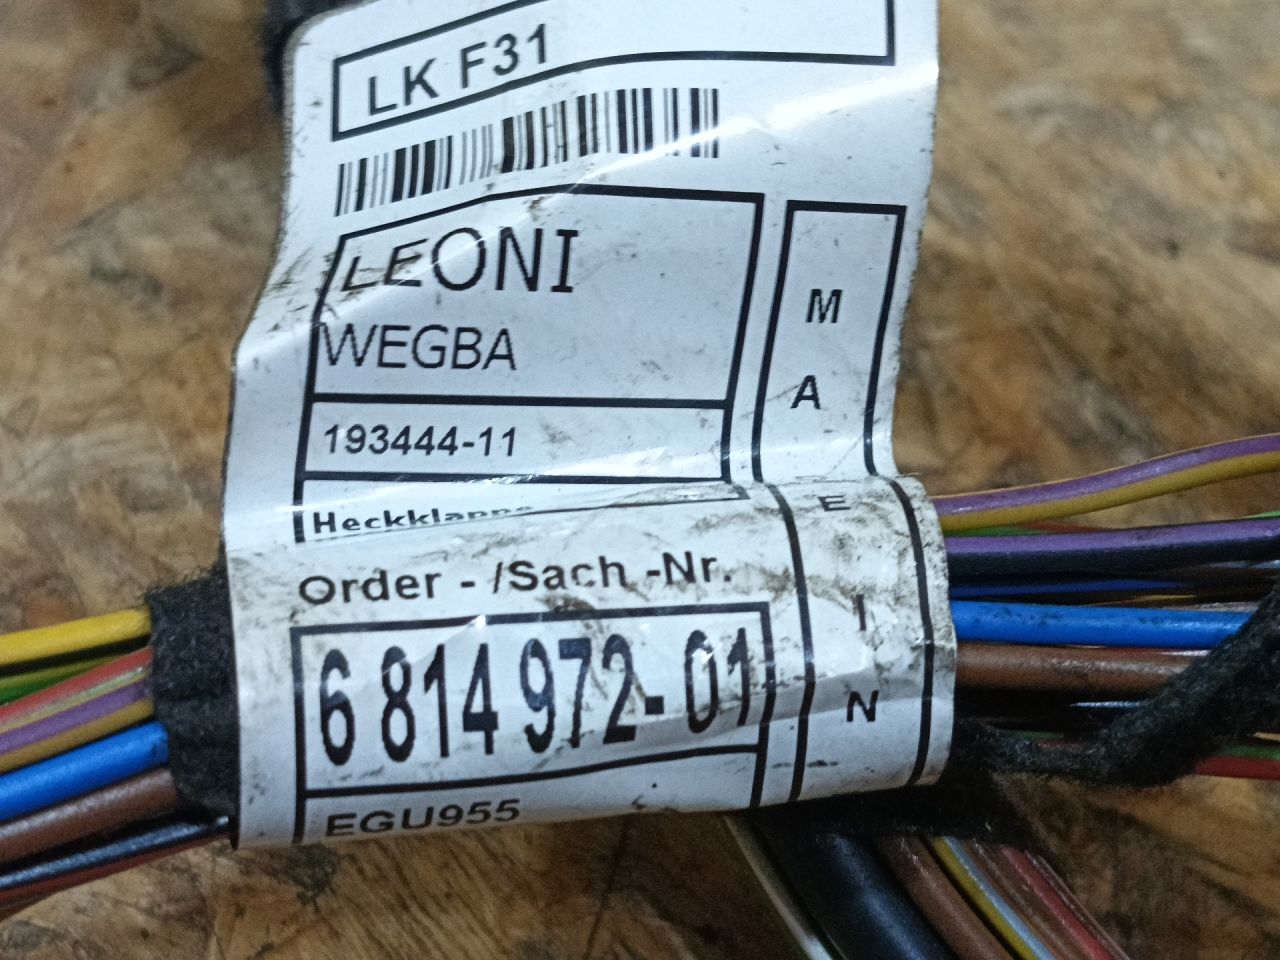 LK F31
LEONI
WEGBA
193444-11
Heckklappe
Order - /Sach -Nr.
6 814 972-01
EGU955
M
A
E
I
N